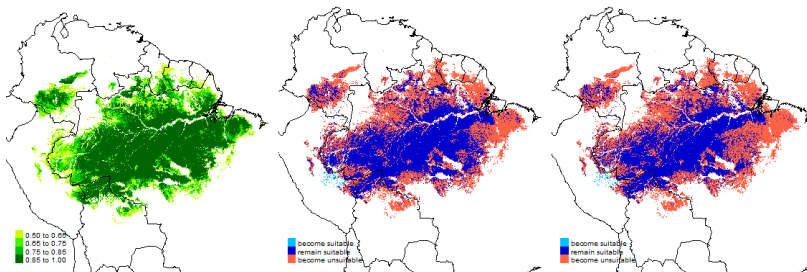 0.50 to 0.65
0.65 to 0.75
0.75 to 0.85
0.85 to 1.00
become suitable
remain suitable
become unsuitable
become suitable
remain suitable
become unsuitable